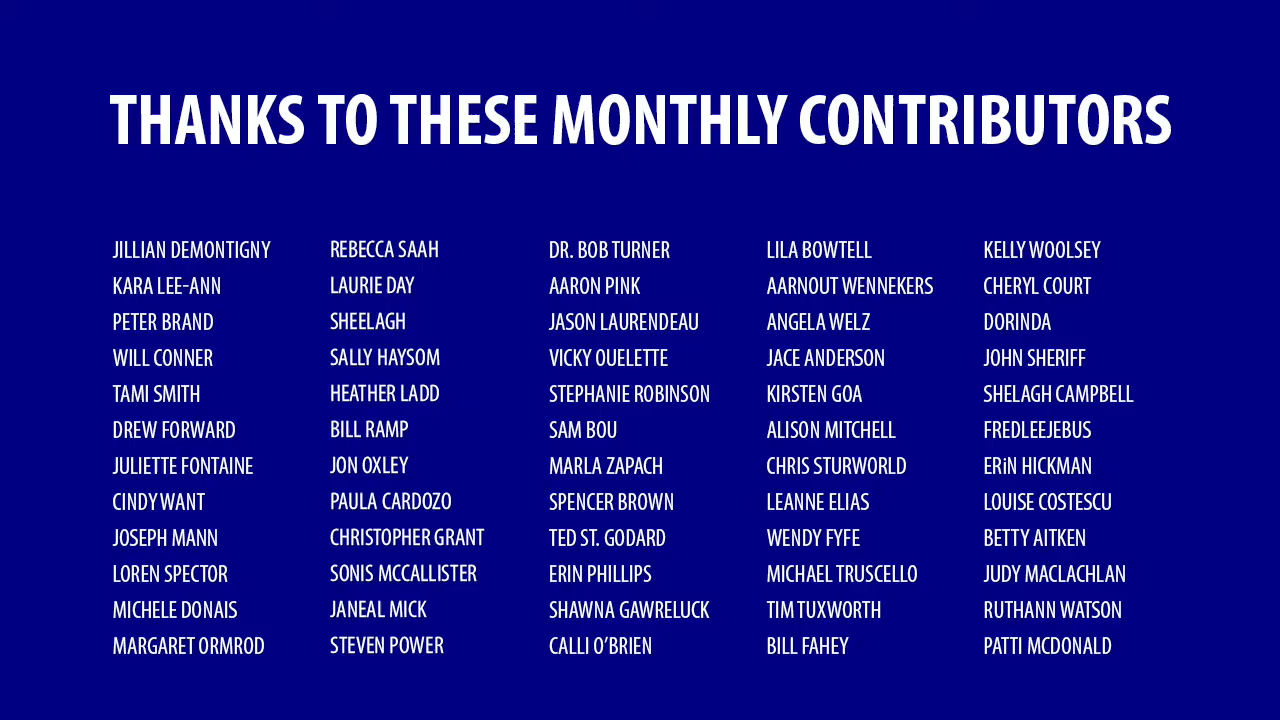 THANKS TO THESE MONTHLY CONTRIBUTORS
JILLIAN DEMONTIGNY
KARA LEE-ANN
PETER BRAND
WILL CONNER
TAMI SMITH
DREW FORWARD
JULIETTE FONTAINE
CINDY WANT
JOSEPH MANN
LOREN SPECTOR
MICHELE DONAIS
MARGARET ORMROD
REBECCA SAAH
LAURIE DAY
SHEELAGH
SALLY HAYSOM
HEATHER LADD
BILL RAMP
JON OXLEY
PAULA CARDOZO
CHRISTOPHER GRANT
SONIS MCCALLISTER
JANEAL MICK
STEVEN POWER
DR. BOB TURNER
AARON PINK
JASON LAURENDEAU
VICKY OUELETTE
STEPHANIE ROBINSON
SAM BOU
MARLA ZAPACH
SPENCER BROWN
TED ST. GODARD
ERIN PHILLIPS
SHAWNA GAWRELUCK
CALLI O’BRIEN
LILA BOWTELL
AARNOUT WENNEKERS
ANGELA WELZ
JACE ANDERSON
KIRSTEN GOA
ALISON MITCHELL
CHRIS STURWORLD
LEANNE ELIAS
WENDY FYFE
MICHAEL TRUSCELLO
TIM TUXWORTH
BILL FAHEY
KELLY WOOLSEY
CHERYL COURT
DORINDA
JOHN SHERIFF
SHELAGH CAMPBELL
FREDLEEJEBUS
ERiN HICKMAN
LOUISE COSTESCU
BETTY AITKEN
JUDY MACLACHLAN
RUTHANN WATSON
PATTI MCDONALD